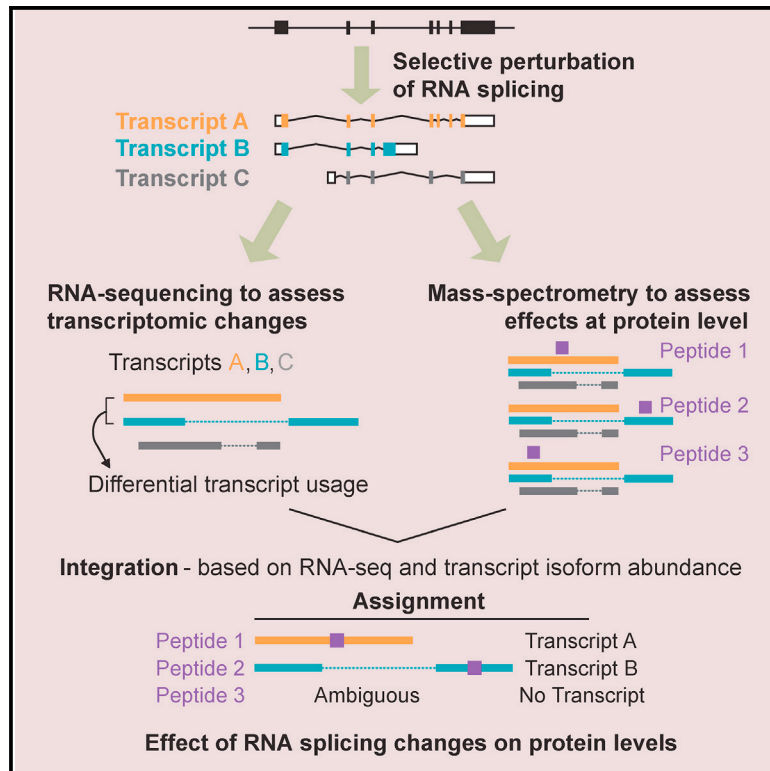 Selective perturbation
of RNA splicing
Transcript A
Transcript B
Transcript C
RNA-sequencing to assess
transcriptomic changes
Transcripts A, B, C
Differential transcript usage
Mass-spectrometry to assess
effects at protein level
Peptide 1
Peptide 2
Peptide 3
Integration - based on RNA-seq and transcript isoform abundance
Assignment
Peptide 1 Transcript A
Peptide 2 Transcript B
Peptide 3 Ambiguous No Transcript
Effect of RNA splicing changes on protein levels